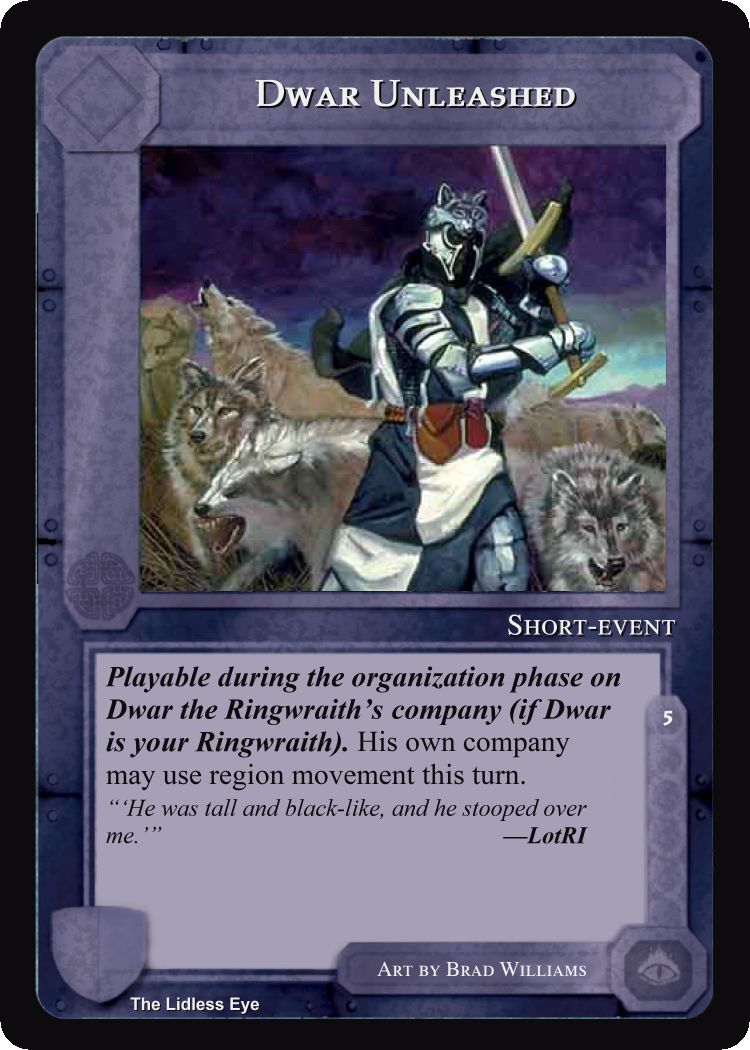 Dwar Unleashed
Short-event
Playable during the organization phase on
Dwar the Ringwraith’s company (if Dwar
is your Ringwraith). His own company
may use region movement this turn.
“‘He was tall and black-like, and he stooped over
me.’” —LotRI
5
Art by Brad Williams
The Lidless Eye